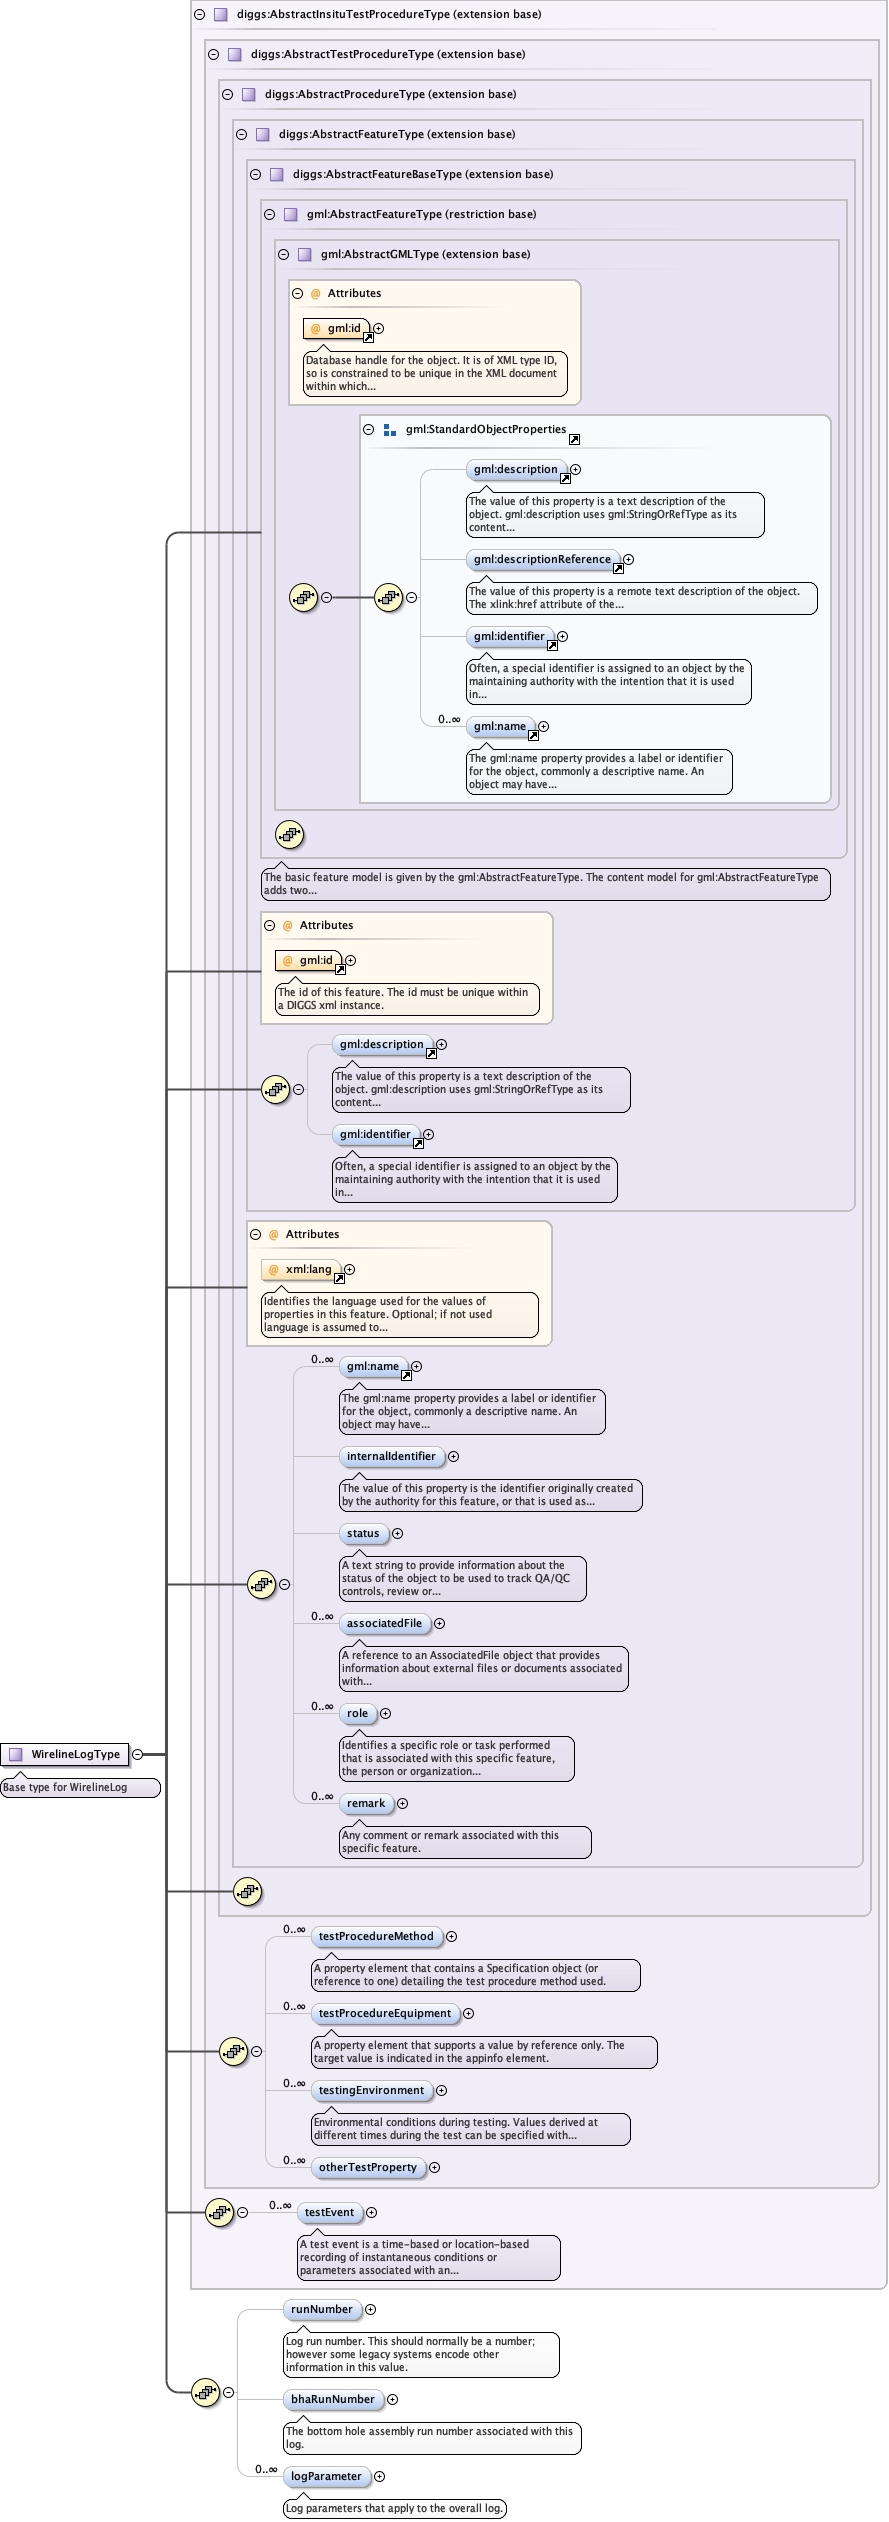 diggs:AbstractInsituTestProcedureType (extension base)
diggs:AbstractTestProcedureType (extension base)
diggs:AbstractProcedureType (extension base)
diggs:AbstractFeatureType (extension base)
diggs:AbstractFeatureBaseType (extension base)
gml:AbstractFeatureType (restriction base)
gml:AbstractGMLType (extension base)
@ Attributes
@ gml:id
Database handle for the object. It is of XML type ID,
so is constrained to be unique in the XML document
within which...
gml:StandardObjectProperties
gml:description
The value of this property is a text description of the
object. gml:description uses gml:StringOrRefType as its
content...
gml:descriptionReference
The value of this property is a remote text description of the object.
The xlink:href attribute of the...
gml:identifier
Often, a special identifier is assigned to an object by the
maintaining authority with the intention that it is used
in...
0..∞
gml:name
The gml:name property provides a label or identifier
for the object, commonly a descriptive name. An
object may have...
The basic feature model is given by the gml:AbstractFeatureType. The content model for gml:AbstractFeatureType
adds two...
@ Attributes
@ gml:id
The id of this feature. The id must be unique within
a DIGGS xml instance.
gml:description
The value of this property is a text description of the
object. gml:description uses gml:StringOrRefType as its
content...
gml:identifier
Often, a special identifier is assigned to an object by the
maintaining authority with the intention that it is used
in...
@ Attributes
@ xml:lang
Identifies the language used for the values of
properties in this feature. Optional; if not used
language is assumed to...
0..∞
gml:name
The gml:name property provides a label or identifier
for the object, commonly a descriptive name. An
object may have...
internalIdentifier
The value of this property is the identifier originally created
by the authority for this feature, or that is used as...
status
A text string to provide information about the
status of the object to be used to track QA/QC
controls, review or...
0..∞
associatedFile
A reference to an AssociatedFile object that provides
information about external files or documents associated
with...
0..∞
role
Identifies a specific role or task performed
that is associated with this specific feature,
the person or organization...
WirelineLogType
Base type for WirelineLog
0..∞
remark
Any comment or remark associated with this
specific feature.
0..∞
testProcedureMethod
A property element that contains a Specification object (or
reference to one) detailing the test procedure method used.
0..∞
testProcedureEquipment
A property element that supports a value by reference only. The
target value is indicated in the appinfo element.
0..∞
testingEnvironment
Environmental conditions during testing. Values derived at
different times during the test can be specified with...
0..∞
otherTestProperty
0..∞
testEvent
A test event is a time-based or location-based
recording of instantaneous conditions or
parameters associated with an...
runNumber
Log run number. This should normally be a number;
however some legacy systems encode other
information in this value.
bhaRunNumber
The bottom hole assembly run number associated with this
log.
0..∞
logParameter
Log parameters that apply to the overall log.